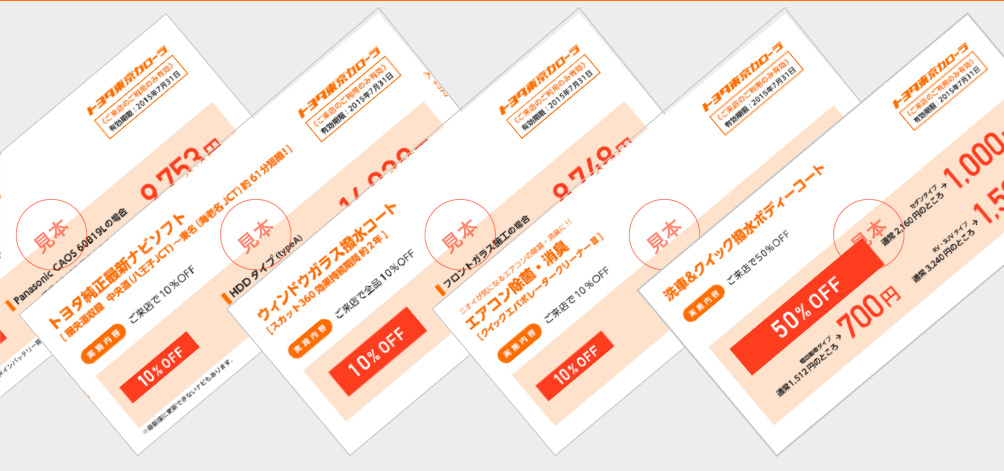 トヨタ東京カローラ
(ご来店のご利用のみ有効)
有効期限:2015年7月31日
9,753円
見本
Panasonic CAOS 60B19Lの場合
トヨタ東京カローラ
(ご来店のご利用のみ有効)
有効期限:2015年7月31日
見本
トヨタ純正最新ナビソフト
[圏央道収録 中央道(八王子JCT)〜東名(海老名JCT)約61分短縮!]
実施内容
ご来店で10%OFF
10%OFF
HDDタイプ(typeA)
※最新版に更新できないナビもあります。
トヨタ東京カローラ
(ご来店のご利用のみ有効)
有効期限:2015年7月31日
8,748円
見本
ウィンドウガラス撥水コート
[スカット360 効果持続期間 約2年]
実施内容
ご来店で全品10%OFF
10%OFF
フロントガラス施工の場合
トヨタ東京カローラ
(ご来店のご利用のみ有効)
有効期限:2015年7月31日
見本
ニオイが気になるエアコンの除菌・消臭に!!
エアコン除菌・消臭
[クイックエバポレータークリーナーⅡ]
実施内容
ご来店で10%OFF
10%OFF
トヨタ東京カローラ
(ご来店のご利用のみ有効)
有効期限:2015年7月31日
見本
洗車&クイック撥水ボディーコート
実施内容
ご来店で50%OFF
50%OFF
セダンタイプ
通常2,160円のところ→1,000
RV・SUVタイプ
通常3,240円のところ→
軽自動車タイプ
通常1,512円のところ→700円